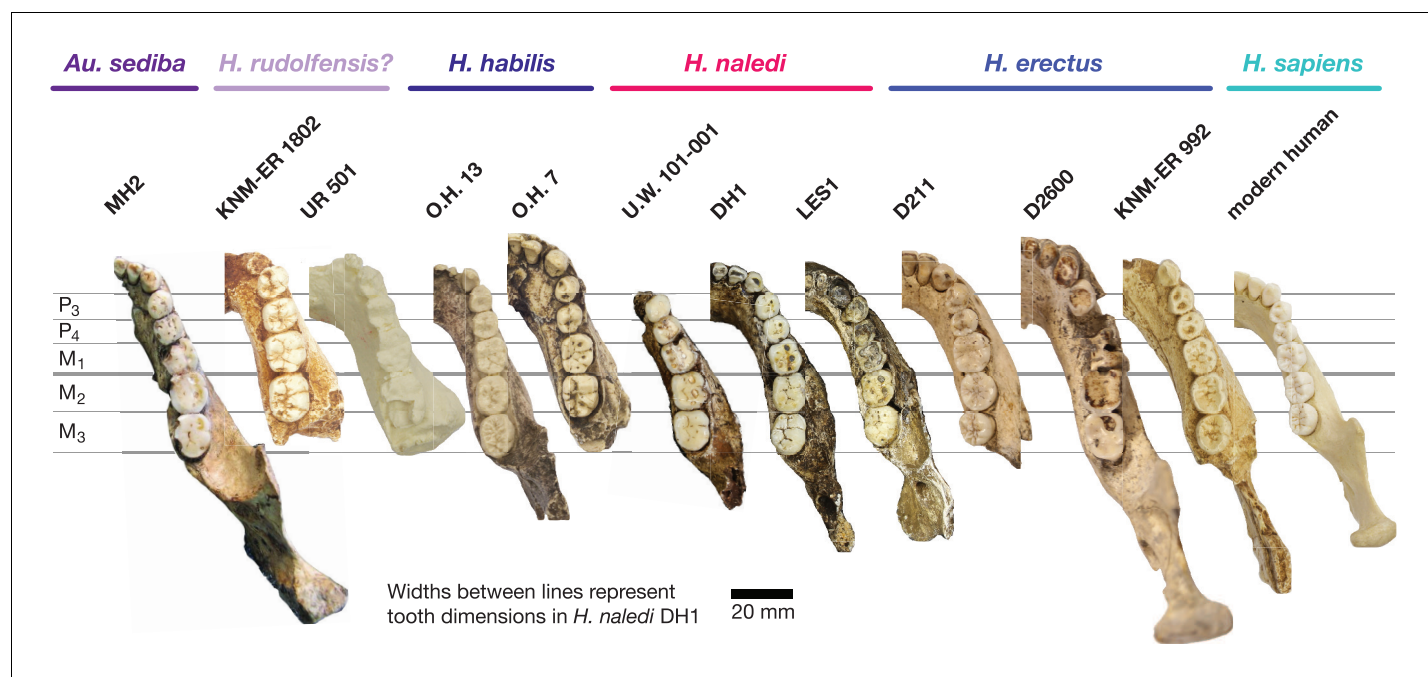 Au. sediba
H. rudolfensis?
H. habilis
H. naledi
H. erectus
H. sapiens
MH2
KNM-ER 1802
UR 501
O.H. 13
O.H. 7
U.W. 101-001
DH1
LES1
D211
D2600
KNM-ER 992
modern human
P3
P4
M1
M2
M3
Widths between lines represent
tooth dimensions in H. naledi DH1
20 mm